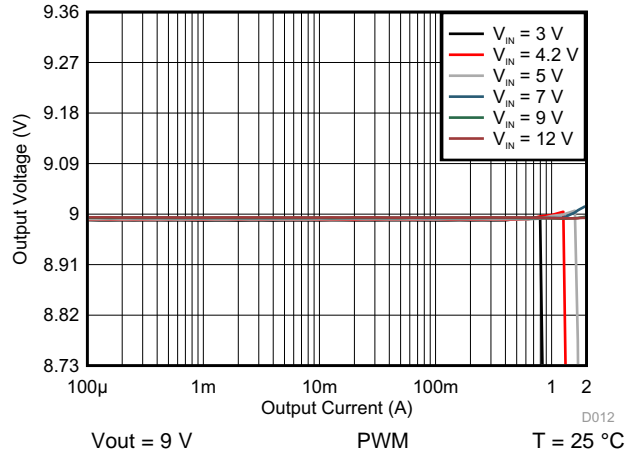 9.36
9.27
9.18
9.09
9
8.91
8.82
8.73
Output Voltage (V)
V_IN = 3 V
V_IN = 4.2 V
V_IN = 5 V
V_IN = 7 V
V_IN = 9 V
V_IN = 12 V
100µ 1m 10m 100m 1 2
Output Current (A)
D012
Vout = 9 V PWM T = 25 °C